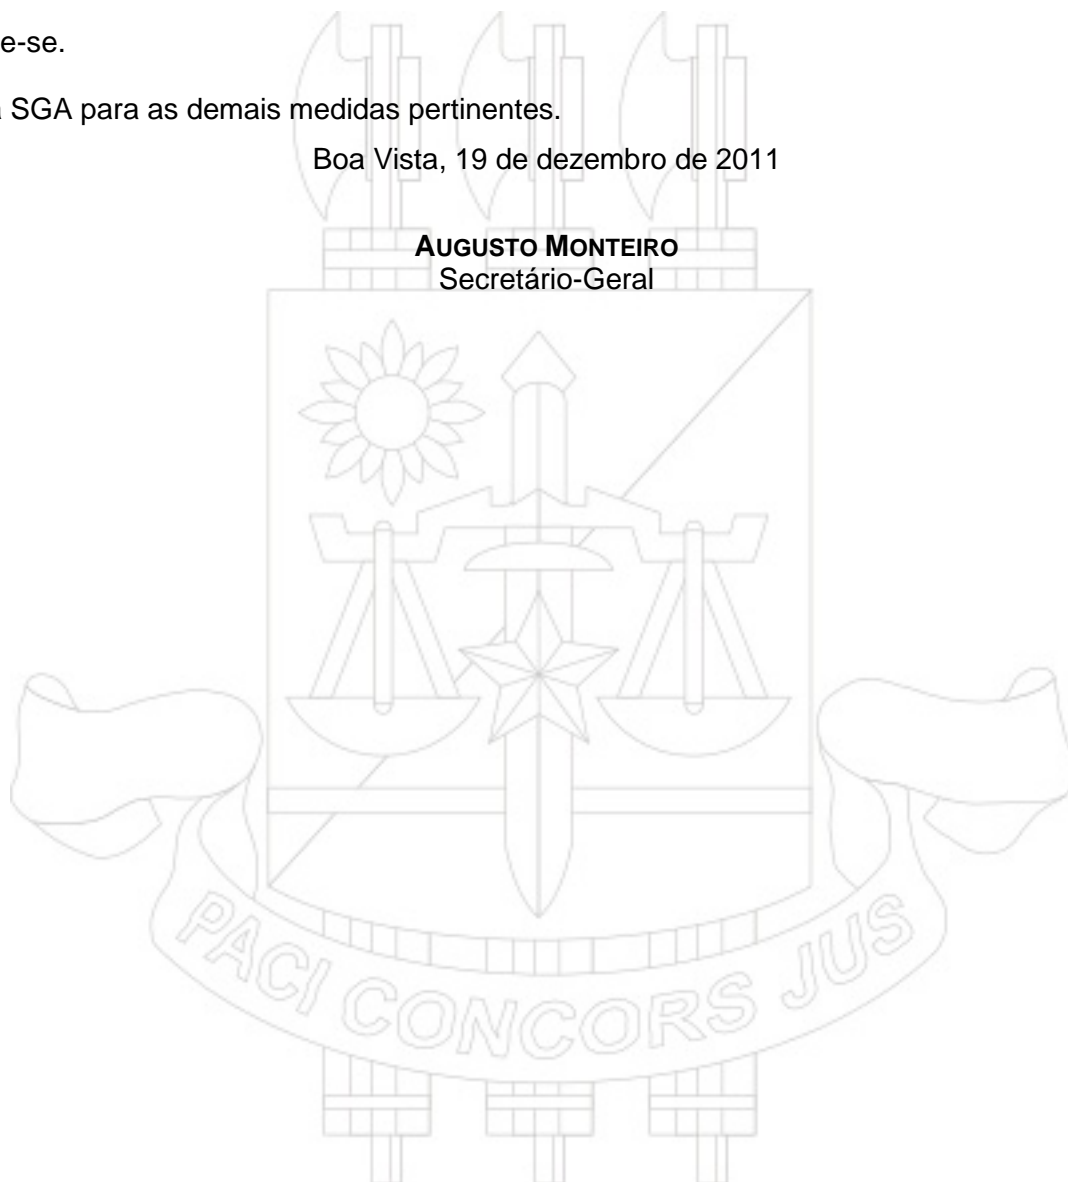 e-se.
a SGA para as demais medidas pertinentes.
Boa Vista, 19 de dezembro de 2011
AUGUSTO MONTEIRO
Secretário-Geral
PACI CONCORS JUS